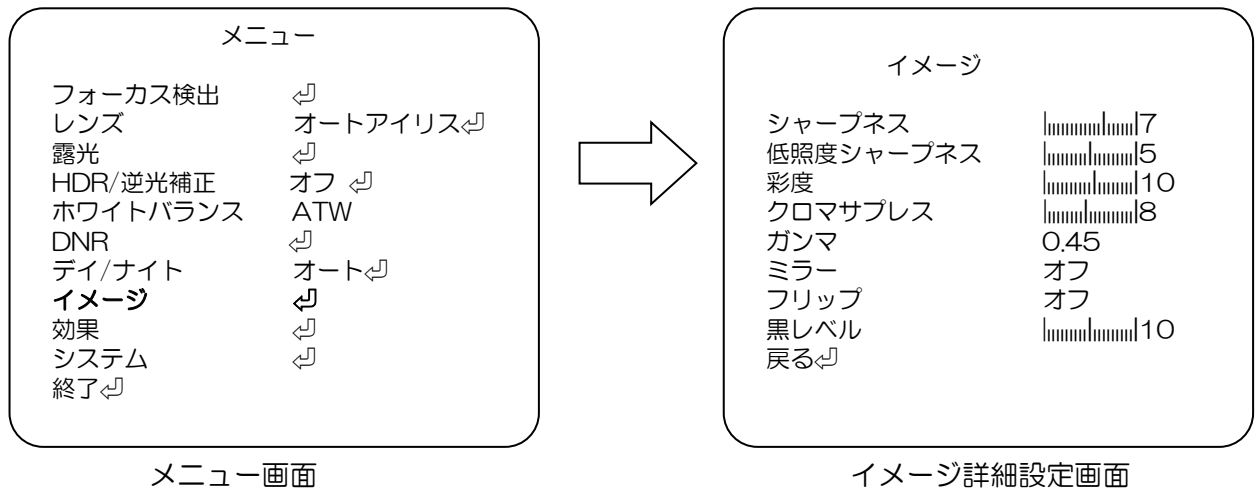 メニュー
フォーカス検出 ⏎
レンズ オートアイリス⏎
露光 ⏎
HDR/逆光補正 オフ ⏎
ホワイトバランス ATW
DNR ⏎
デイ/ナイト オート⏎
イメージ ⏎
効果 ⏎
システム ⏎
終了⏎
メニュー画面
イメージ
シャープネス 7
低照度シャープネス 5
彩度 10
クロマサプレス 8
ガンマ 0.45
ミラー オフ
フリップ オフ
黒レベル 10
戻る⏎
イメージ詳細設定画面